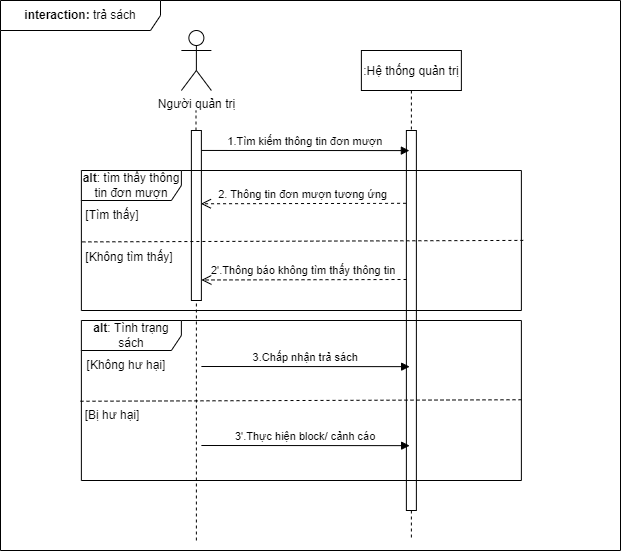 interaction: trả sách
:Hệ thống quản trị
Người quản trị
1.Tìm kiếm thông tin đơn mượn
alt: tìm thấy thông
tin đơn mượn
2. Thông tin đơn mượn tương ứng
[Tìm thấy]
[Không tìm thấy]
2'.Thông báo không tìm thấy thông tin
alt: Tình trạng
sách
3.Chấp nhận trả sách
[Không hư hại]
[Bị hư hại]
3'.Thực hiện block/ cảnh cáo